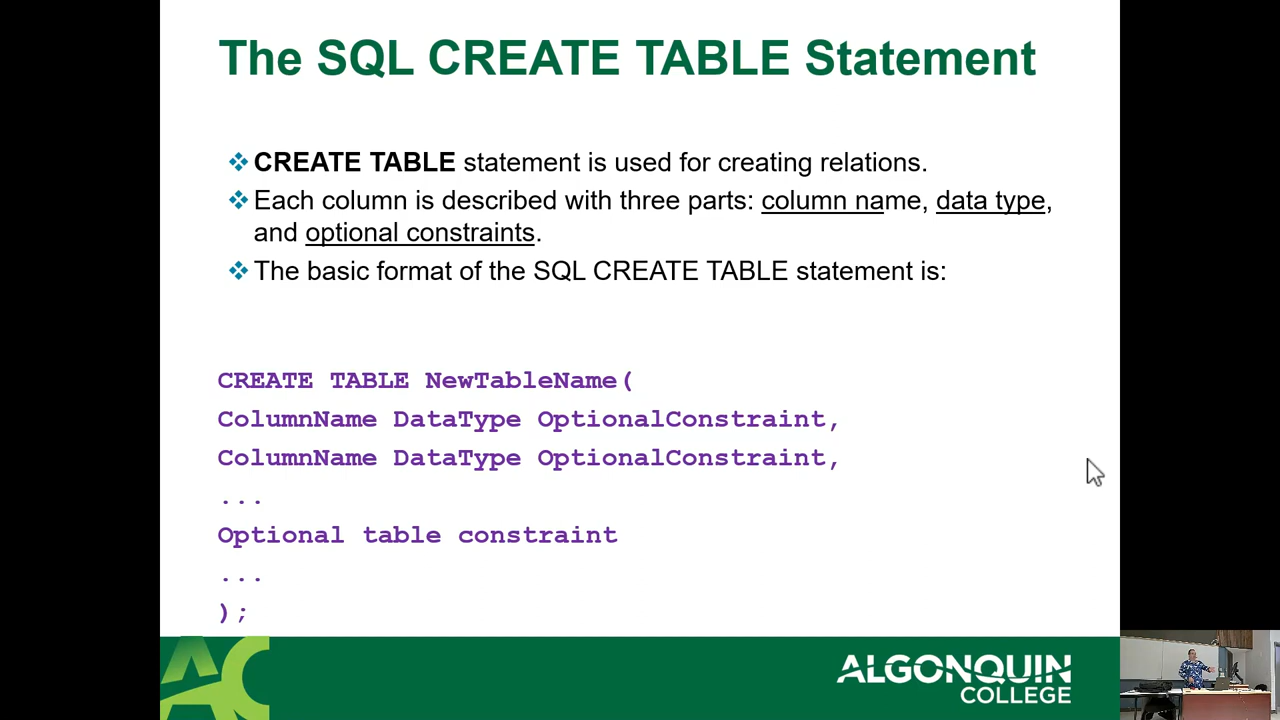 The SQL CREATE TABLE Statement
CREATE TABLE statement is used for creating relations.
Each column is described with three parts: column name, data type,
and optional constraints.
The basic format of the SQL CREATE TABLE statement is:
CREATE TABLE NewTableName(
ColumnName DataType OptionalConstraint,
ColumnName DataType OptionalConstraint,
...
Optional table constraint
...
);
AC
ALGONQUIN
COLLEGE